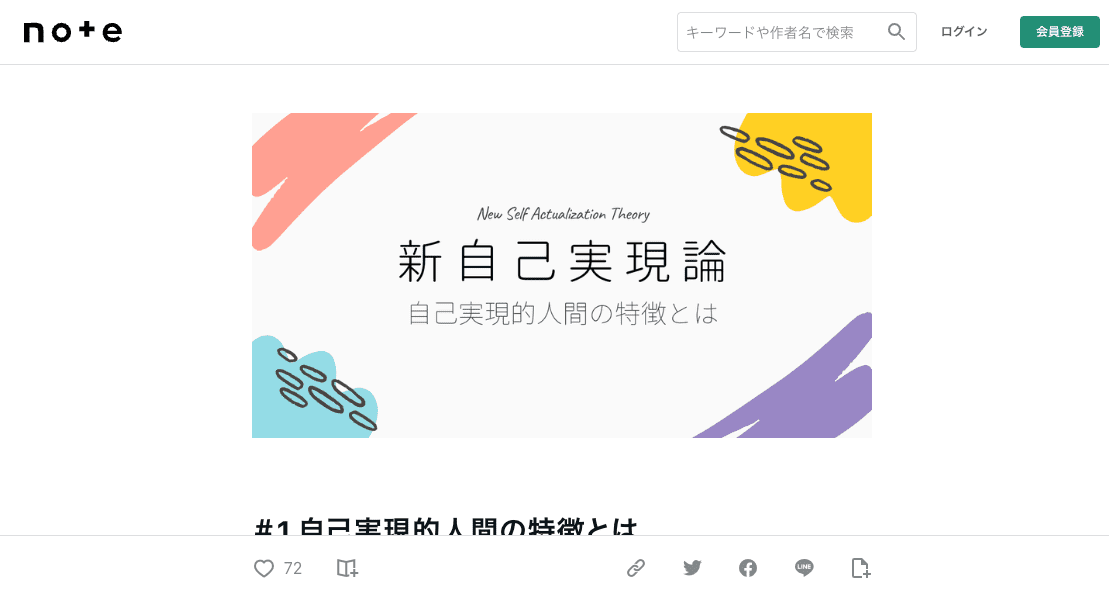 note
キーワードや作者名で検索
ログイン
会員登録
New Self Actualization Theory
新自己実現論
自己実現的人間の特徴とは
#1 自己実現的人間の特徴とは
72
LINE